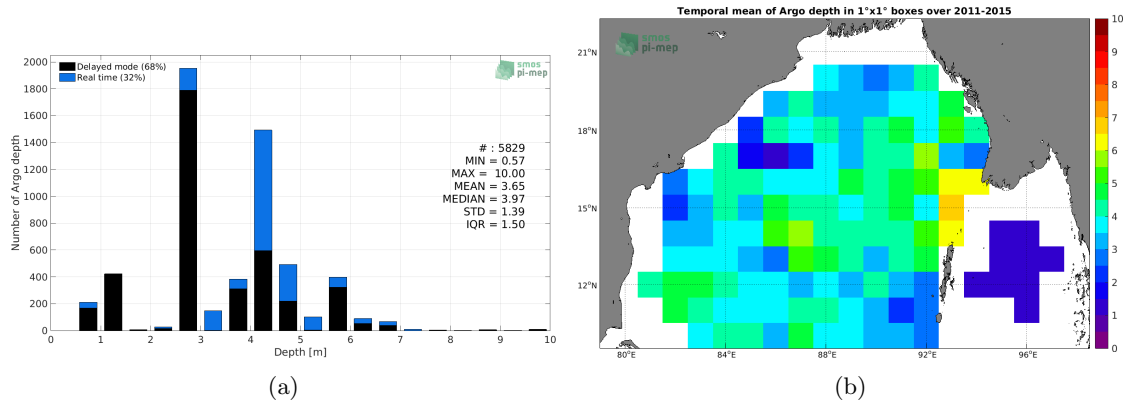 2000
1800
1600
1400
1200
1000
800
600
400
200
0
Number of Argo depth
Delayed mode (68%)
Real time (32%)
smos
pi-mep
# : 5829
MIN = 0.57
MAX = 10.00
MEAN = 3.65
MEDIAN = 3.97
STD = 1.39
IQR = 1.50
0 1 2 3 4 5 6 7 8 9 10
Depth [m]
(a)
Temporal mean of Argo depth in 1°x1° boxes over 2011-2015
smos
pi-mep
21°N
18°N
15°N
12°N
80°E 84°E 88°E 92°E 96°E
10
9
8
7
6
5
4
3
2
1
0
(b)